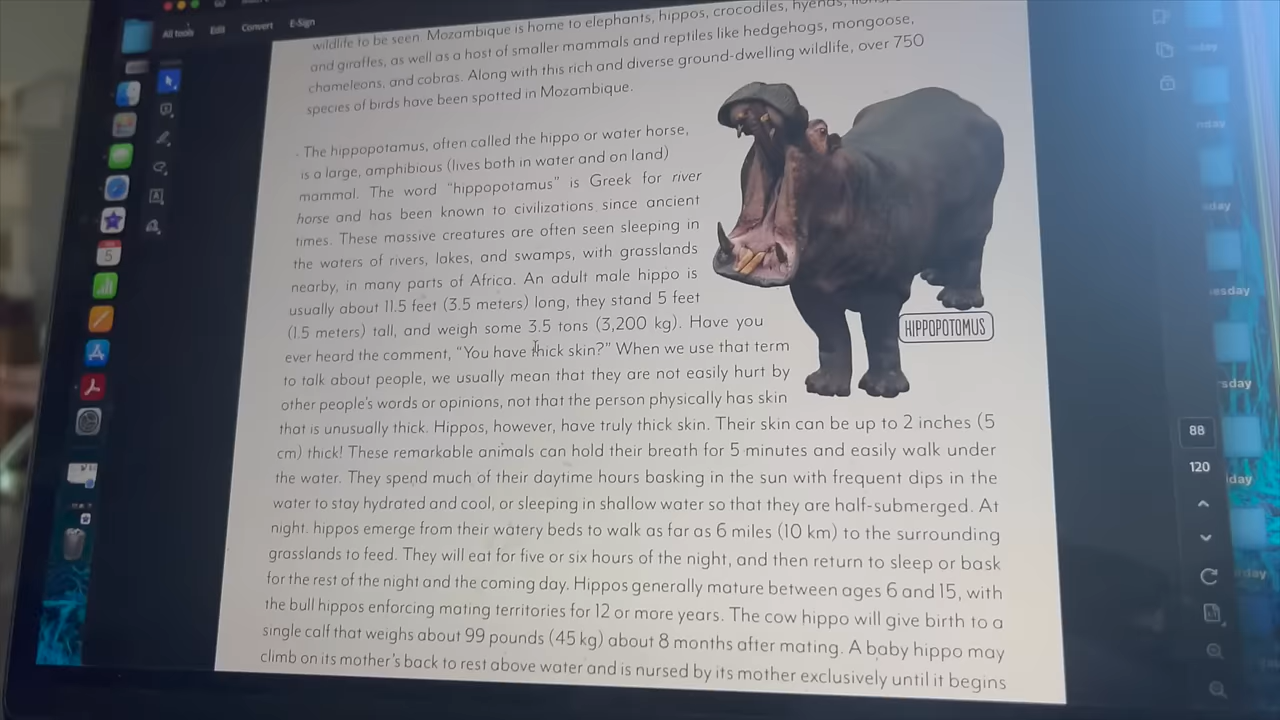 All tools Edit Convert E-Sign
wildlife to be seen. Mozambique is home to elephants, hippos, crocodiles, hyenas,
and giraffes, as well as a host of smaller mammals and reptiles like hedgehogs, mongoose,
chameleons, and cobras. Along with this rich and diverse ground-dwelling wildlife, over 750
species of birds have been spotted in Mozambique.
The hippopotamus, often called the hippo or water horse,
is a large, amphibious (lives both in water and on land)
mammal. The word “hippopotamus” is Greek for river
horse and has been known to civilizations since ancient
times. These massive creatures are often seen sleeping in
the waters of rivers, lakes, and swamps, with grasslands
nearby, in many parts of Africa. An adult male hippo is
usually about 11.5 feet (3.5 meters) long, they stand 5 feet
(1.5 meters) tall, and weigh some 3.5 tons (3,200 kg). Have you
ever heard the comment, “You have thick skin?” When we use that term
to talk about people, we usually mean that they are not easily hurt by
other people's words or opinions, not that the person physically has skin
that is unusually thick. Hippos, however, have truly thick skin. Their skin can be up to 2 inches (5
cm) thick! These remarkable animals can hold their breath for 5 minutes and easily walk under
the water. They spend much of their daytime hours basking in the sun with frequent dips in the
water to stay hydrated and cool, or sleeping in shallow water so that they are half-submerged. At
night, hippos emerge from their watery beds to walk as far as 6 miles (10 km) to the surrounding
grasslands to feed. They will eat for five or six hours of the night, and then return to sleep or bask
for the rest of the night and the coming day. Hippos generally mature between ages 6 and 15, with
the bull hippos enforcing mating territories for 12 or more years. The cow hippo will give birth to a
single calf that weighs about 99 pounds (45 kg) about 8 months after mating. A baby hippo may
climb on its mother's back to rest above water and is nursed by its mother exclusively until it begins
HIPPOPOTOMUS
5
88
120